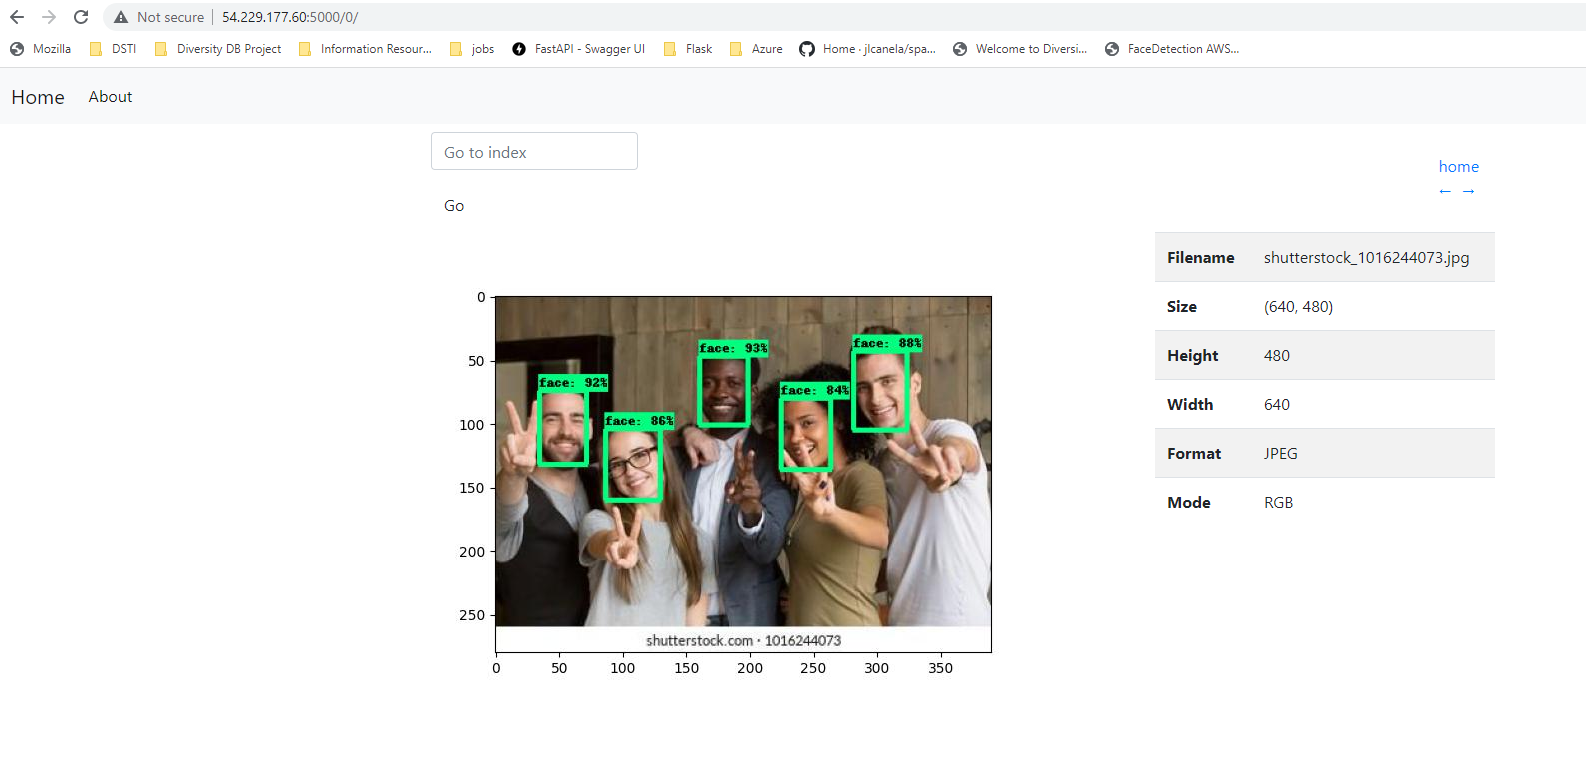 Not secure | 54.229.177.60:5000/0/
Mozilla DSTI Diversity DB Project Information Resour... jobs FastAPI - Swagger UI Flask Azure Home · jlcanela/spa... Welcome to Diversi... FaceDetection AWS...
Home About
Go to index
home
← →
Go
Filename shutterstock_1016244073.jpg
Size (640, 480)
Height 480
Width 640
Format JPEG
Mode RGB
0
50
100
150
200
250
face: 92%
face: 86%
face: 93%
face: 84%
face: 88%
shutterstock.com · 1016244073
0 50 100 150 200 250 300 350